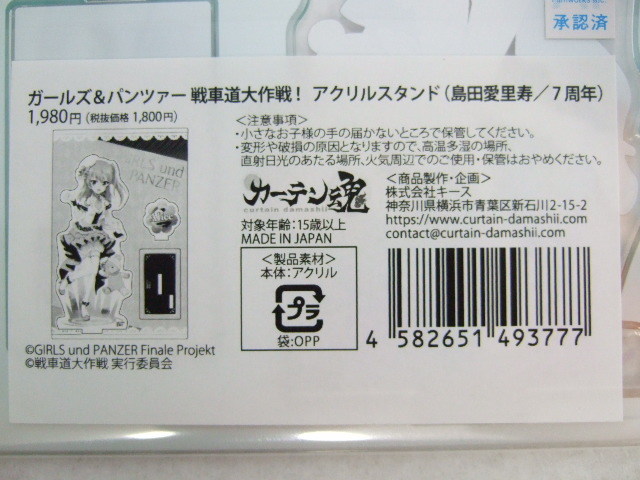 承認済
ガールズ&パンツァー 戦車道大作戦！ アクリルスタンド（島田愛里寿／７周年）
1,980円（税抜価格 1,800円）
＜注意事項＞
・小さなお子様の手の届かないところで保管してください。
・変形や破損の原因となりますので、高温多湿の場所、
直射日光のあたる場所、火気周辺でのご使用・保管はおやめください。
GIRLS und
PANZER
カーテン魂
curtain damashii
対象年齢：15歳以上
MADE IN JAPAN
＜商品製作・企画＞
株式会社キース
神奈川県横浜市青葉区新石川2-15-2
https://www.curtain-damashii.com
contact@curtain-damashii.com
＜製品素材＞
本体：アクリル
プラ
袋：OPP
4 582651 493777
©GIRLS und PANZER Finale Projekt
©戦車道大作戦 実行委員会